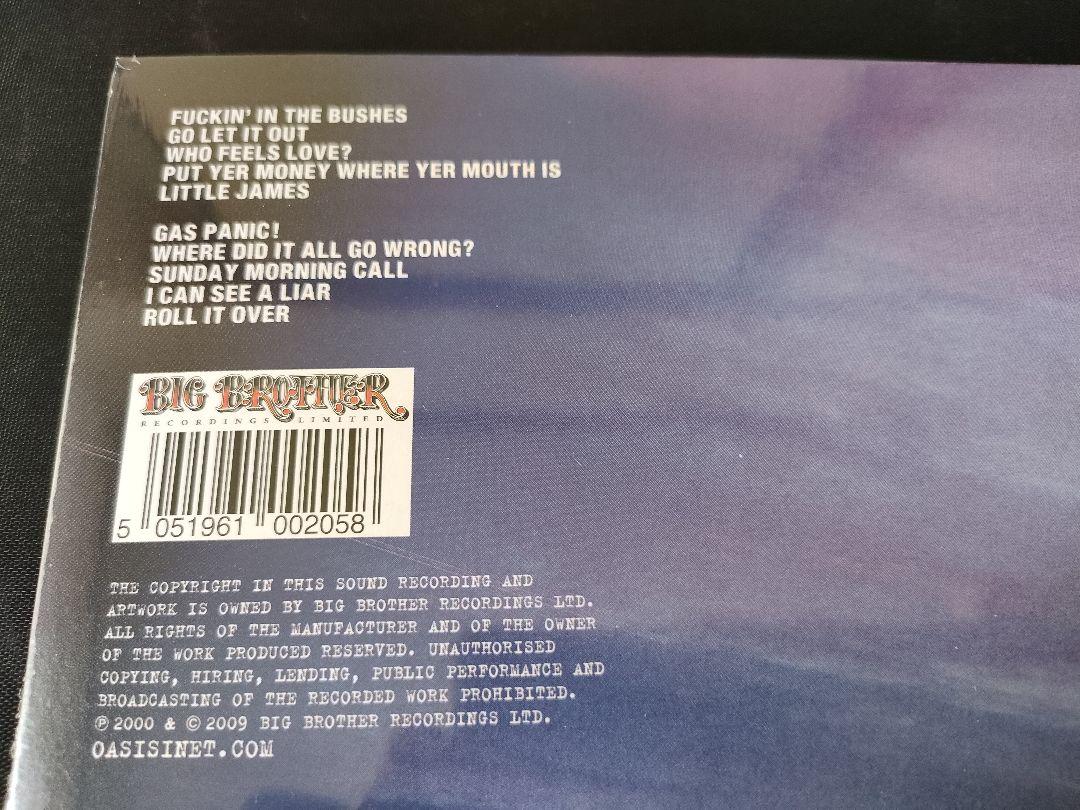 FUCKIN' IN THE BUSHES
GO LET IT OUT
WHO FEELS LOVE?
PUT YER MONEY WHERE YER MOUTH IS
LITTLE JAMES
GAS PANIC!
WHERE DID IT ALL GO WRONG?
SUNDAY MORNING CALL
I CAN SEE A LIAR
ROLL IT OVER
BIG BROTHER
RECORDINGS LIMITED
5 051961 002058
THE COPYRIGHT IN THIS SOUND RECORDING AND
ARTWORK IS OWNED BY BIG BROTHER RECORDINGS LTD.
ALL RIGHTS OF THE MANUFACTURER AND OF THE OWNER
OF THE WORK PRODUCED RESERVED. UNAUTHORISED
COPYING, HIRING, LENDING, PUBLIC PERFORMANCE AND
BROADCASTING OF THE RECORDED WORK PROHIBITED.
℗ 2000 & © 2009 BIG BROTHER RECORDINGS LTD.
OASISINET.COM